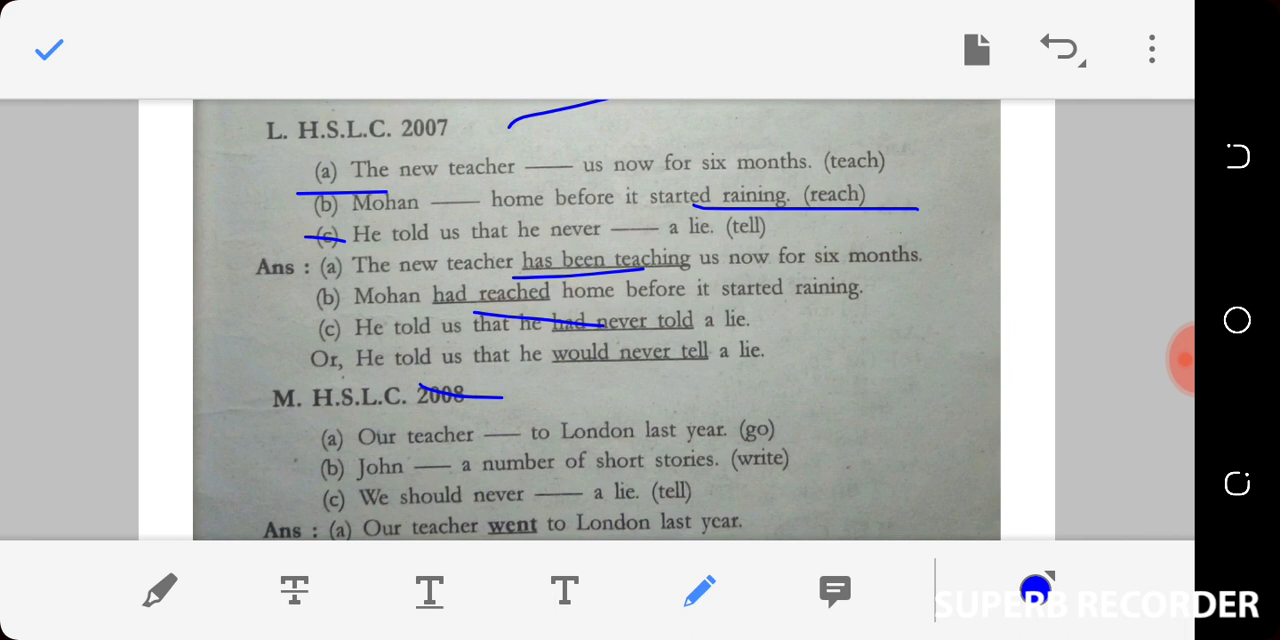 L. H.S.L.C. 2007
(a) The new teacher —— us now for six months. (teach)
(b) Mohan —— home before it started raining. (reach)
(c) He told us that he never —— a lie. (tell)
Ans : (a) The new teacher has been teaching us now for six months.
(b) Mohan had reached home before it started raining.
(c) He told us that he had never told a lie.
Or, He told us that he would never tell a lie.
M. H.S.L.C. 2008
(a) Our teacher —— to London last year. (go)
(b) John —— a number of short stories. (write)
(c) We should never —— a lie. (tell)
Ans : (a) Our teacher went to London last year.
SUPERB RECORDER